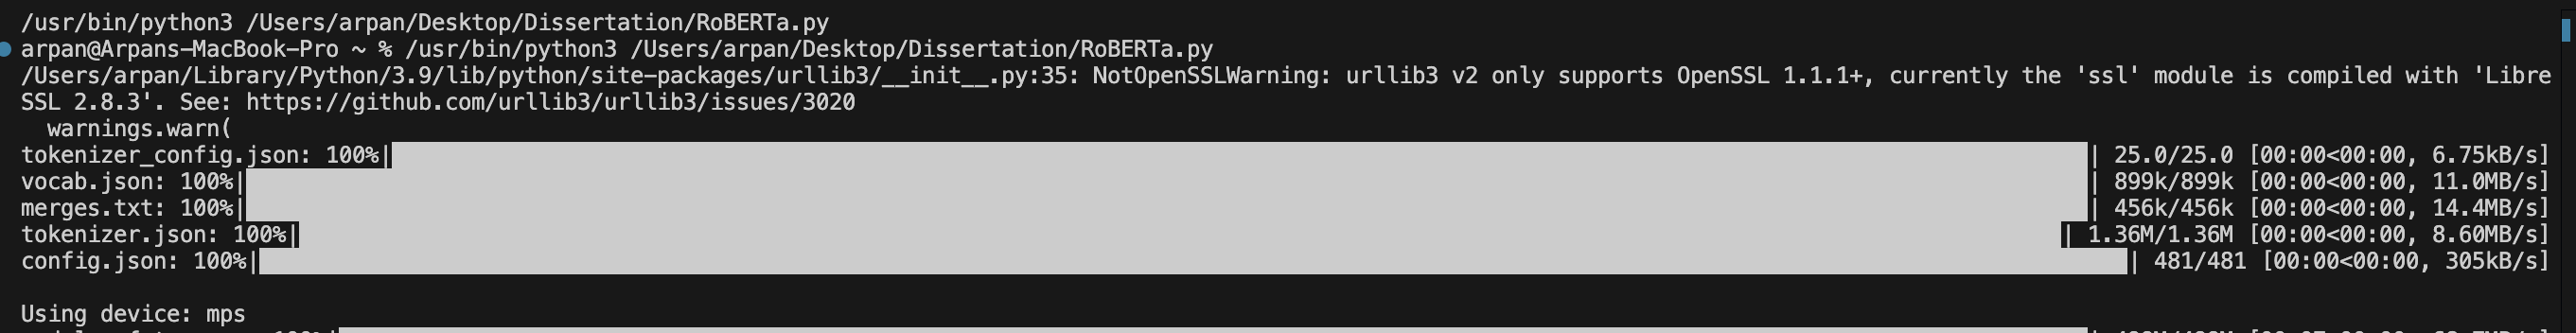 /usr/bin/python3 /Users/arpan/Desktop/Dissertation/RoBERTa.py
arpan@Arpans-MacBook-Pro ~ % /usr/bin/python3 /Users/arpan/Desktop/Dissertation/RoBERTa.py
/Users/arpan/Library/Python/3.9/lib/python/site-packages/urllib3/__init__.py:35: NotOpenSSLWarning: urllib3 v2 only supports OpenSSL 1.1.1+, currently the 'ssl' module is compiled with 'Libre
SSL 2.8.3'. See: https://github.com/urllib3/urllib3/issues/3020
  warnings.warn(
tokenizer_config.json: 100%| | 25.0/25.0 [00:00<00:00, 6.75kB/s]
vocab.json: 100%| | 899k/899k [00:00<00:00, 11.0MB/s]
merges.txt: 100%| | 456k/456k [00:00<00:00, 14.4MB/s]
tokenizer.json: 100%| | 1.36M/1.36M [00:00<00:00, 8.60MB/s]
config.json: 100%| | 481/481 [00:00<00:00, 305kB/s]
Using device: mps